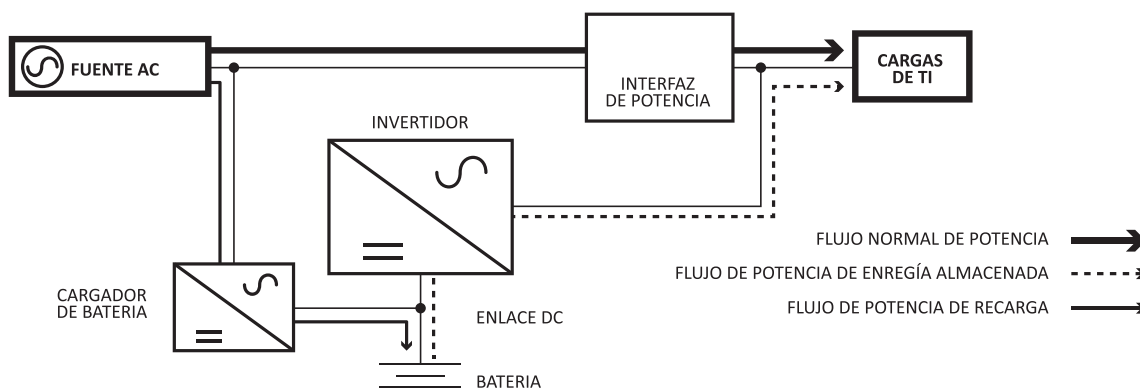 FUENTE AC
INTERFAZ
DE POTENCIA
CARGAS
DE TI
INVERTIDOR
FLUJO NORMAL DE POTENCIA
FLUJO DE POTENCIA DE ENREGÍA ALMACENADA
FLUJO DE POTENCIA DE RECARGA
CARGADOR
DE BATERIA
ENLACE DC
BATERIA